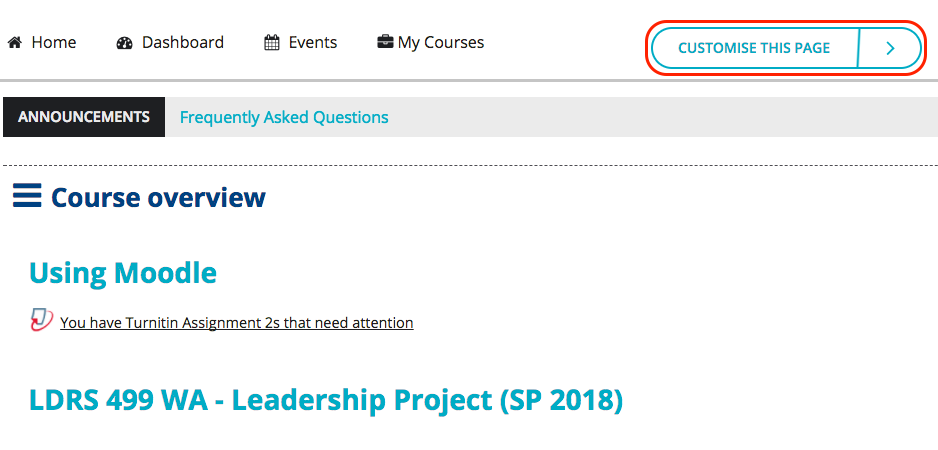 Home Dashboard Events My Courses
CUSTOMISE THIS PAGE
ANNOUNCEMENTS Frequently Asked Questions
Course overview
Using Moodle
You have Turnitin Assignment 2s that need attention
LDRS 499 WA - Leadership Project (SP 2018)